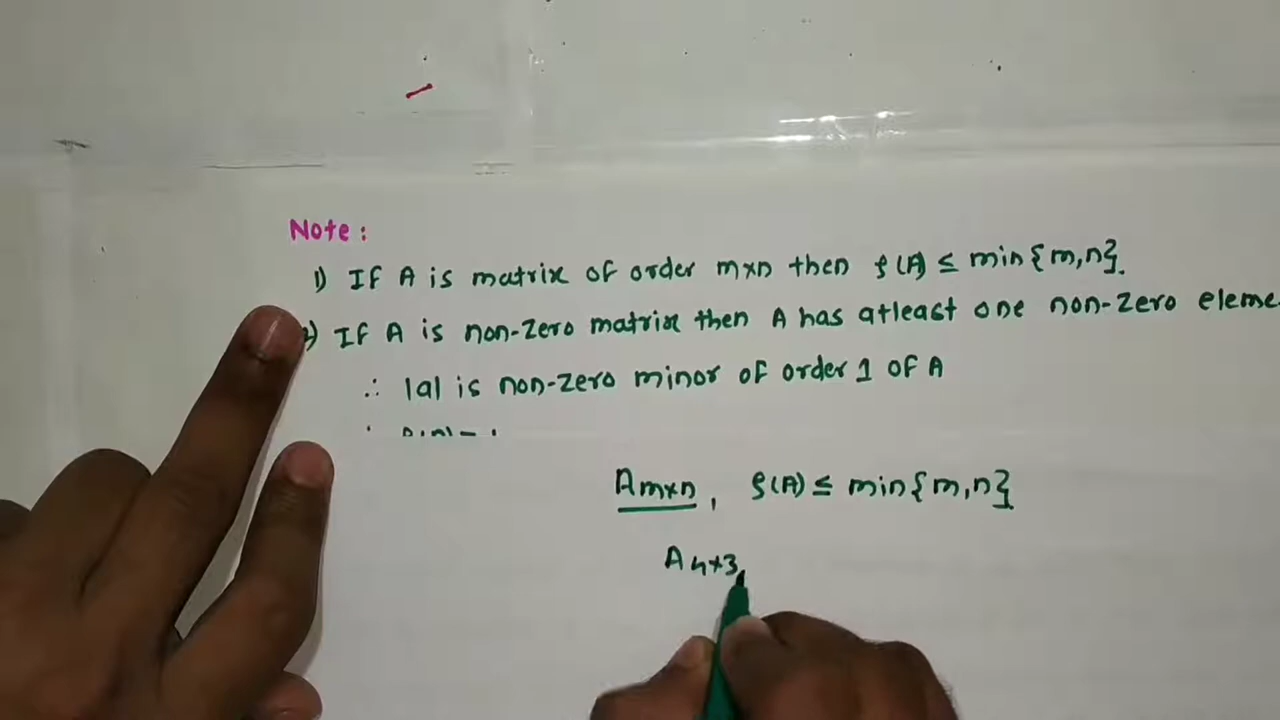 Note:
1) If A is matrix of order m×n then ρ(A) ≤ min{m,n}.
) If A is non-zero matrix then A has atleast one non-zero eleme
∴ |a| is non-zero minor of order 1 of A
Am×n, ρ(A) ≤ min{m,n}
A4×3,